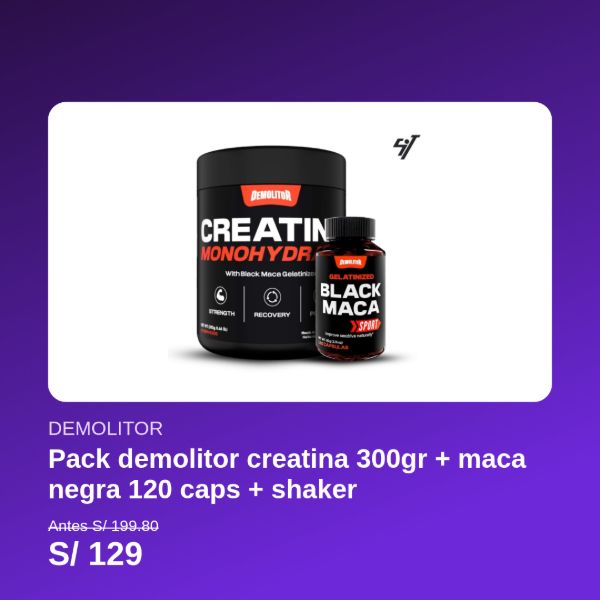 DEMOLITOR
CREATIN
MONOHYDR
With Black Maca Gelatinize
STRENGTH
RECOVERY
DEMOLITOR
GELATINIZED
BLACK
MACA
SPORT
DEMOLITOR
Pack demolitor creatina 300gr + maca
negra 120 caps + shaker
Antes S/ 199.80
S/ 129